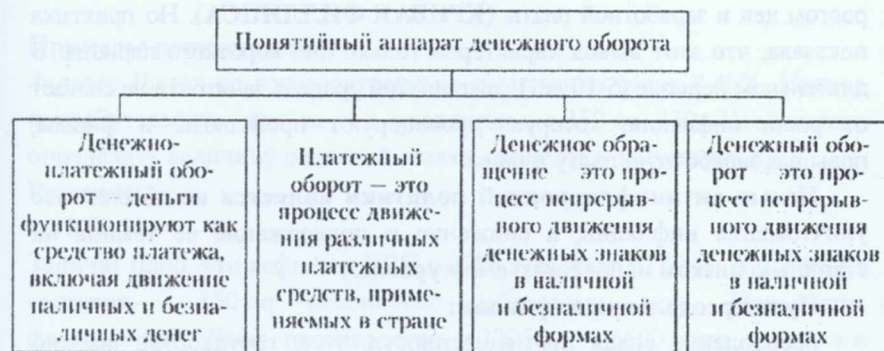 Понятийный аппарат денежного оборота
Денежно-
платежный обо-
рот — деньги
функционируют как
средство платежа,
включая движение
наличных и безна-
личных денег
Платежный
оборот — это
процесс движе-
ния различных
платежных
средств, приме-
няемых в стране
Денежное обра-
щение — это про-
цесс непрерыв-
ного движения
денежных знаков
в наличной
и безналичной
формах
Денежный обо-
рот — это про-
цесс непрерыв-
ного движения
денежных знаков
в наличной
и безналичной
формах